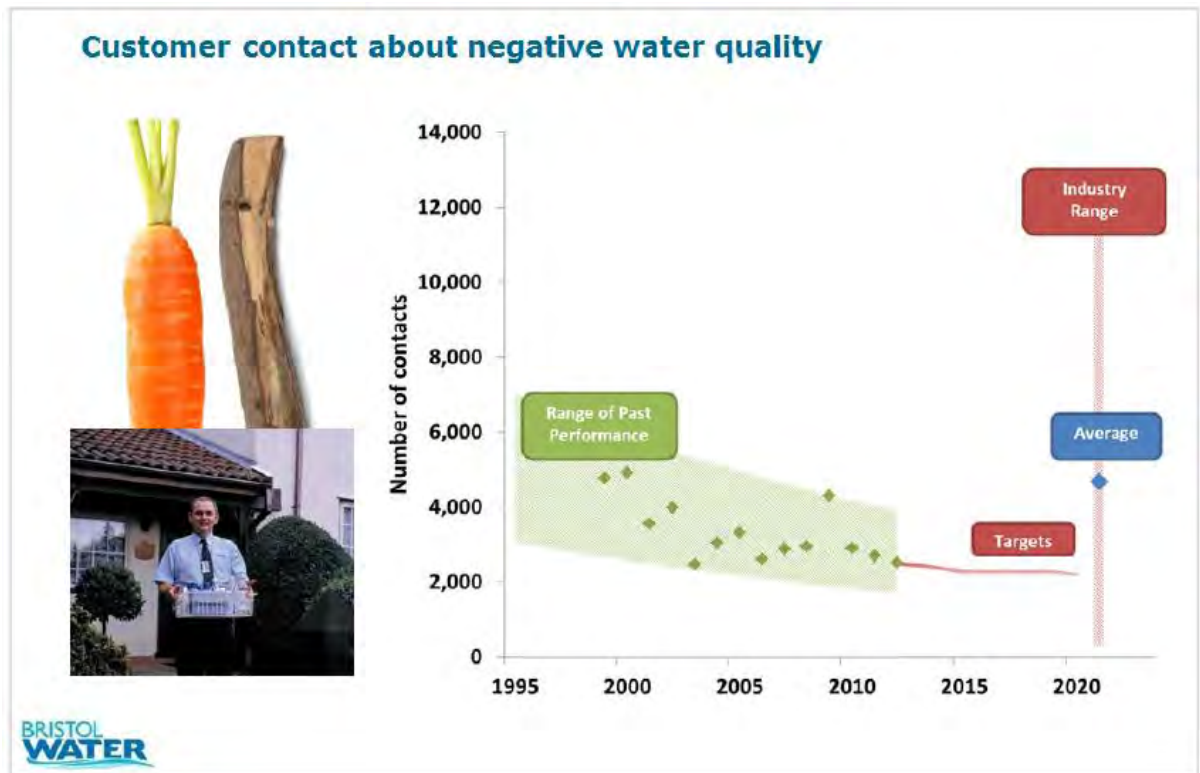 Customer contact about negative water quality
14,000
12,000
10,000
8,000
6,000
4,000
2,000
0
Number of contacts
1995
2000
2005
2010
2015
2020
Range of Past
Performance
Industry
Range
Average
Targets
BRISTOL
WATER